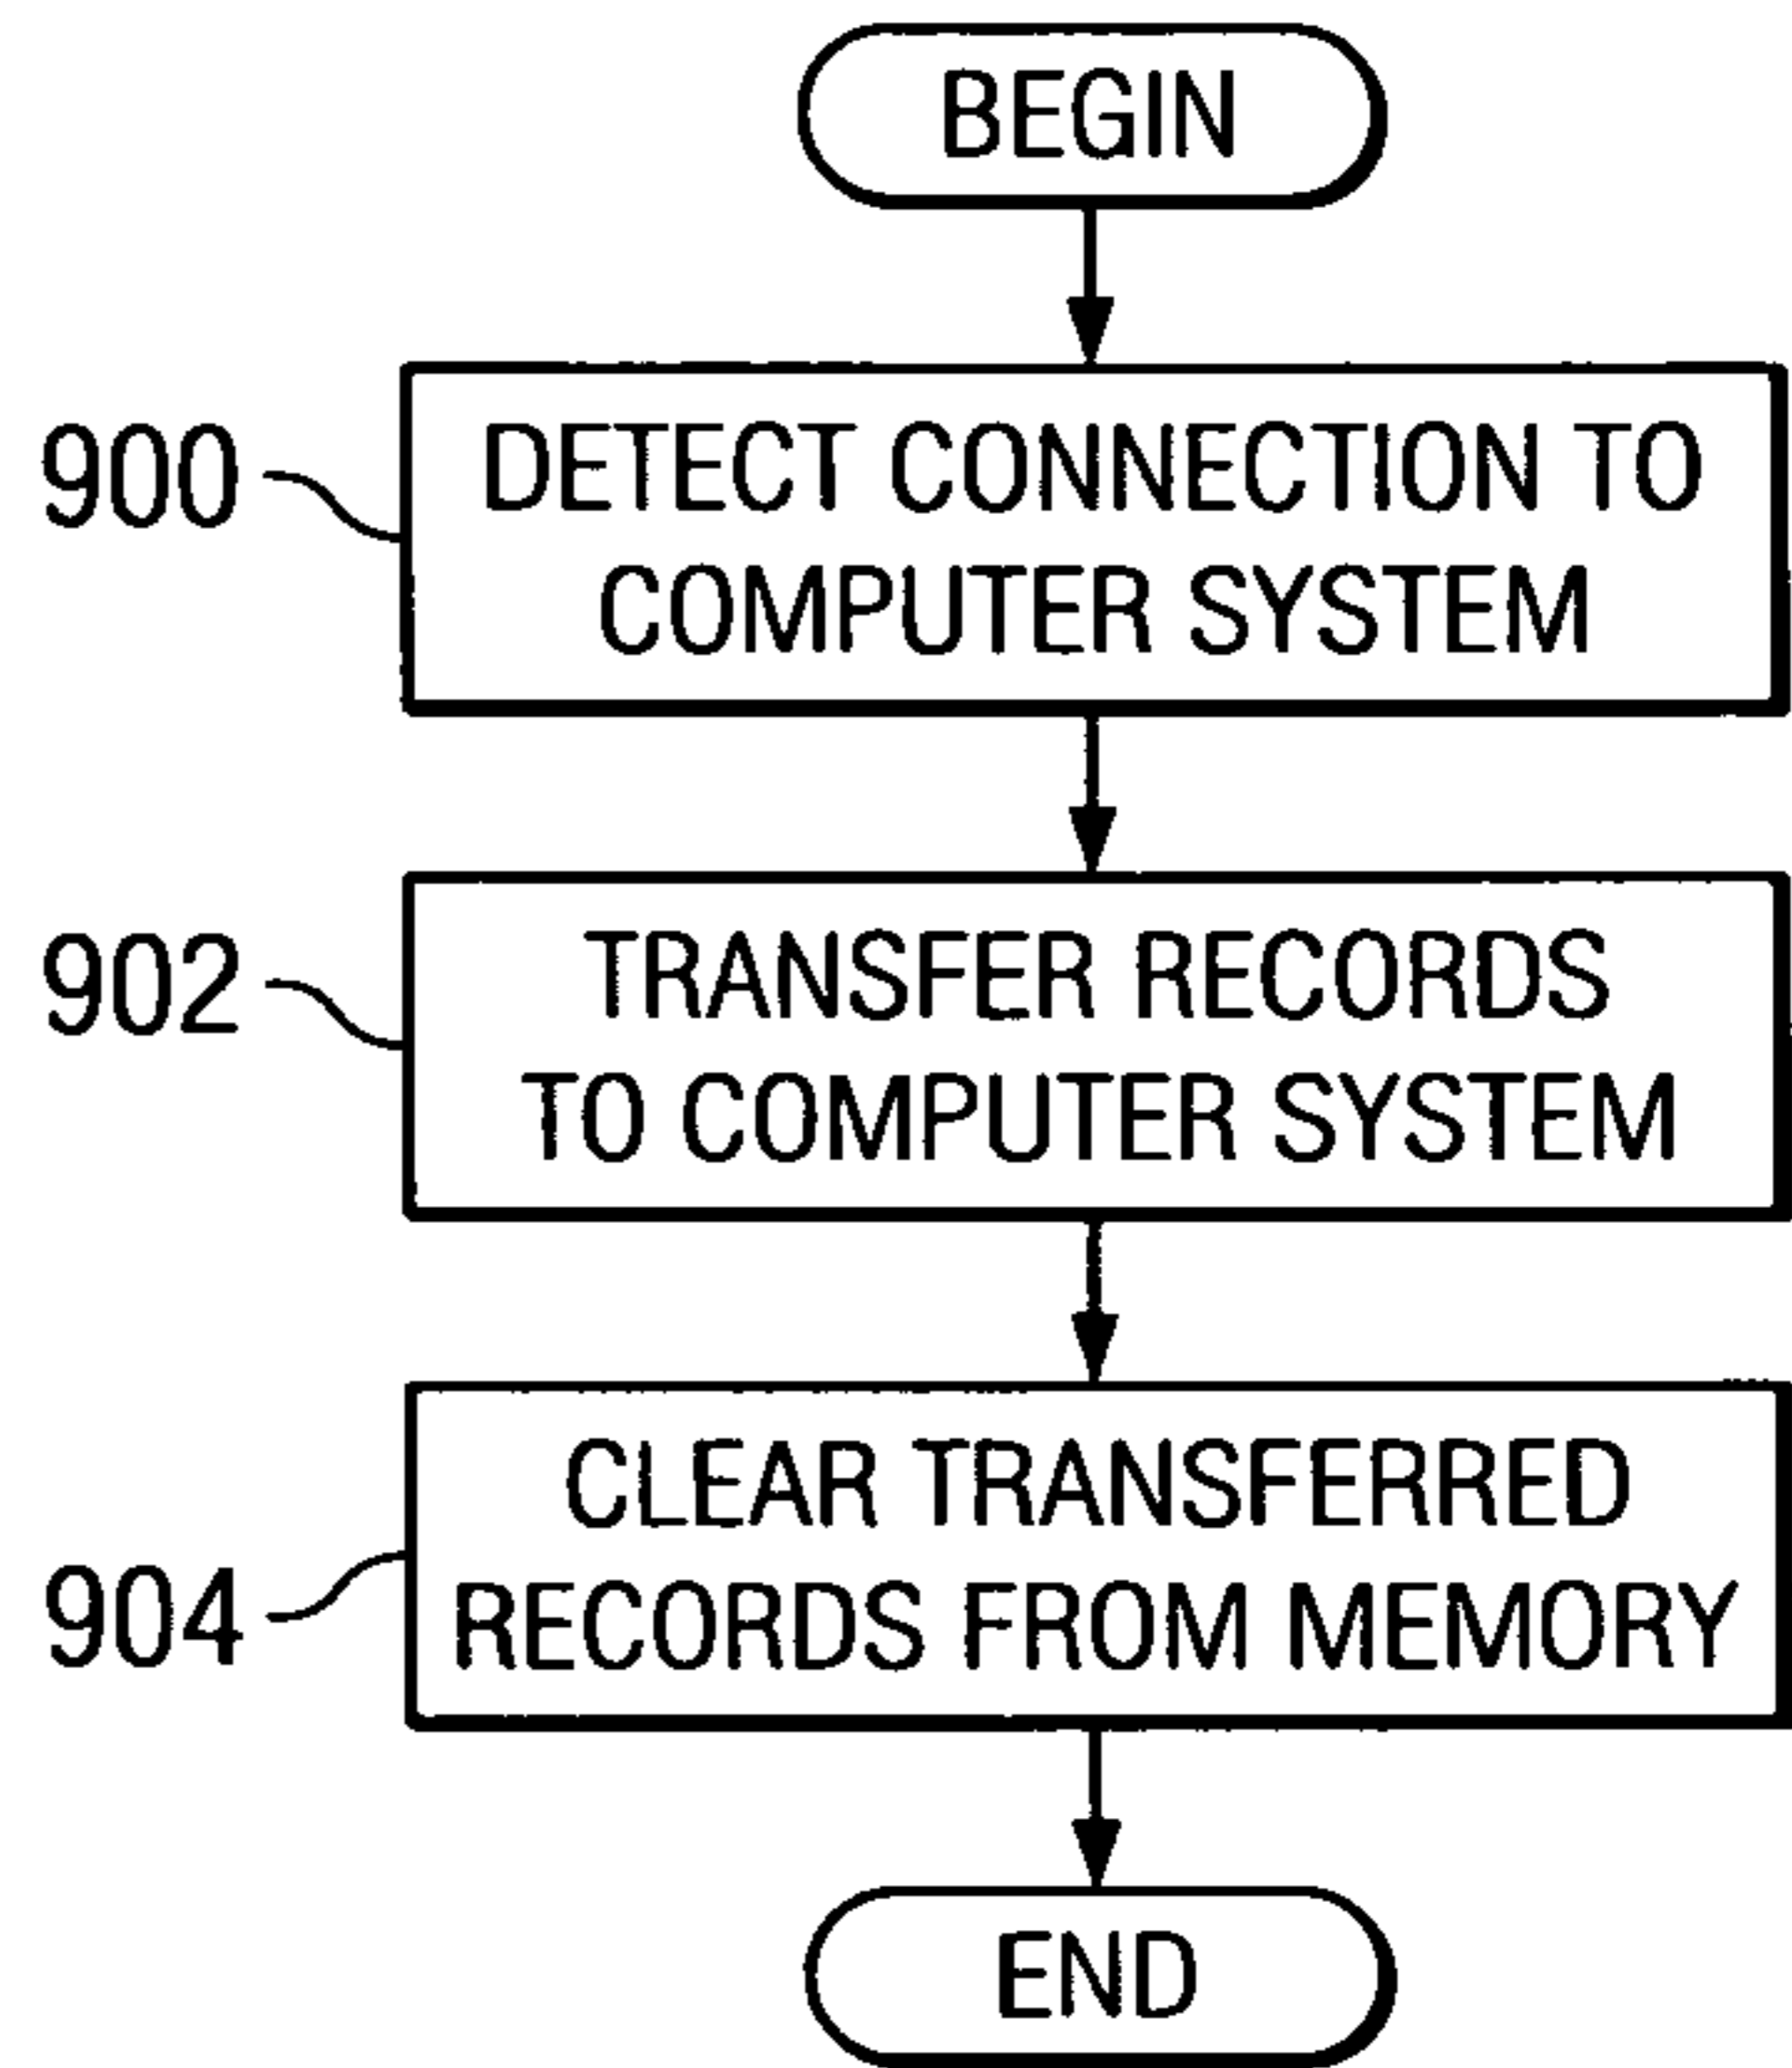 BEGIN
900
DETECT CONNECTION TO
COMPUTER SYSTEM
902
TRANSFER RECORDS
TO COMPUTER SYSTEM
CLEAR TRANSFERRED
904
RECORDS FROM MEMORY
END